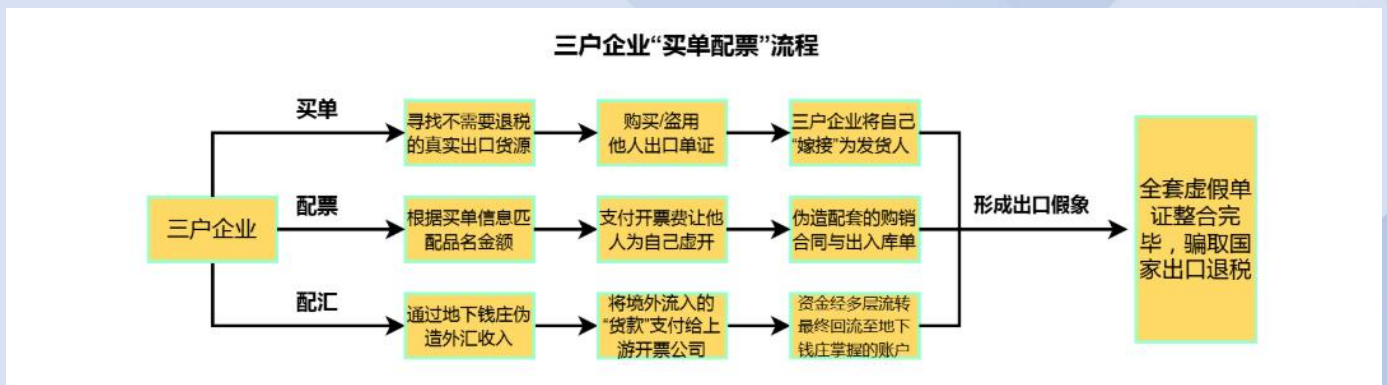 三户企业“买单配票”流程
买单
寻找不需要退税
的真实出口货源
购买/盗用
他人出口单证
三户企业将自己
“嫁接”为发货人
三户企业
配票
根据买单信息匹
配品名金额
支付开票费让他
人为自己虚开
伪造配套的购销
合同与出入库单
形成出口假象
全套虚假单
证整合完
毕，骗取国
家出口退税
配汇
通过地下钱庄伪
造外汇收入
将境外流入的
“货款”支付给上
游开票公司
资金经多层流转
最终回流至地下
钱庄掌握的账户